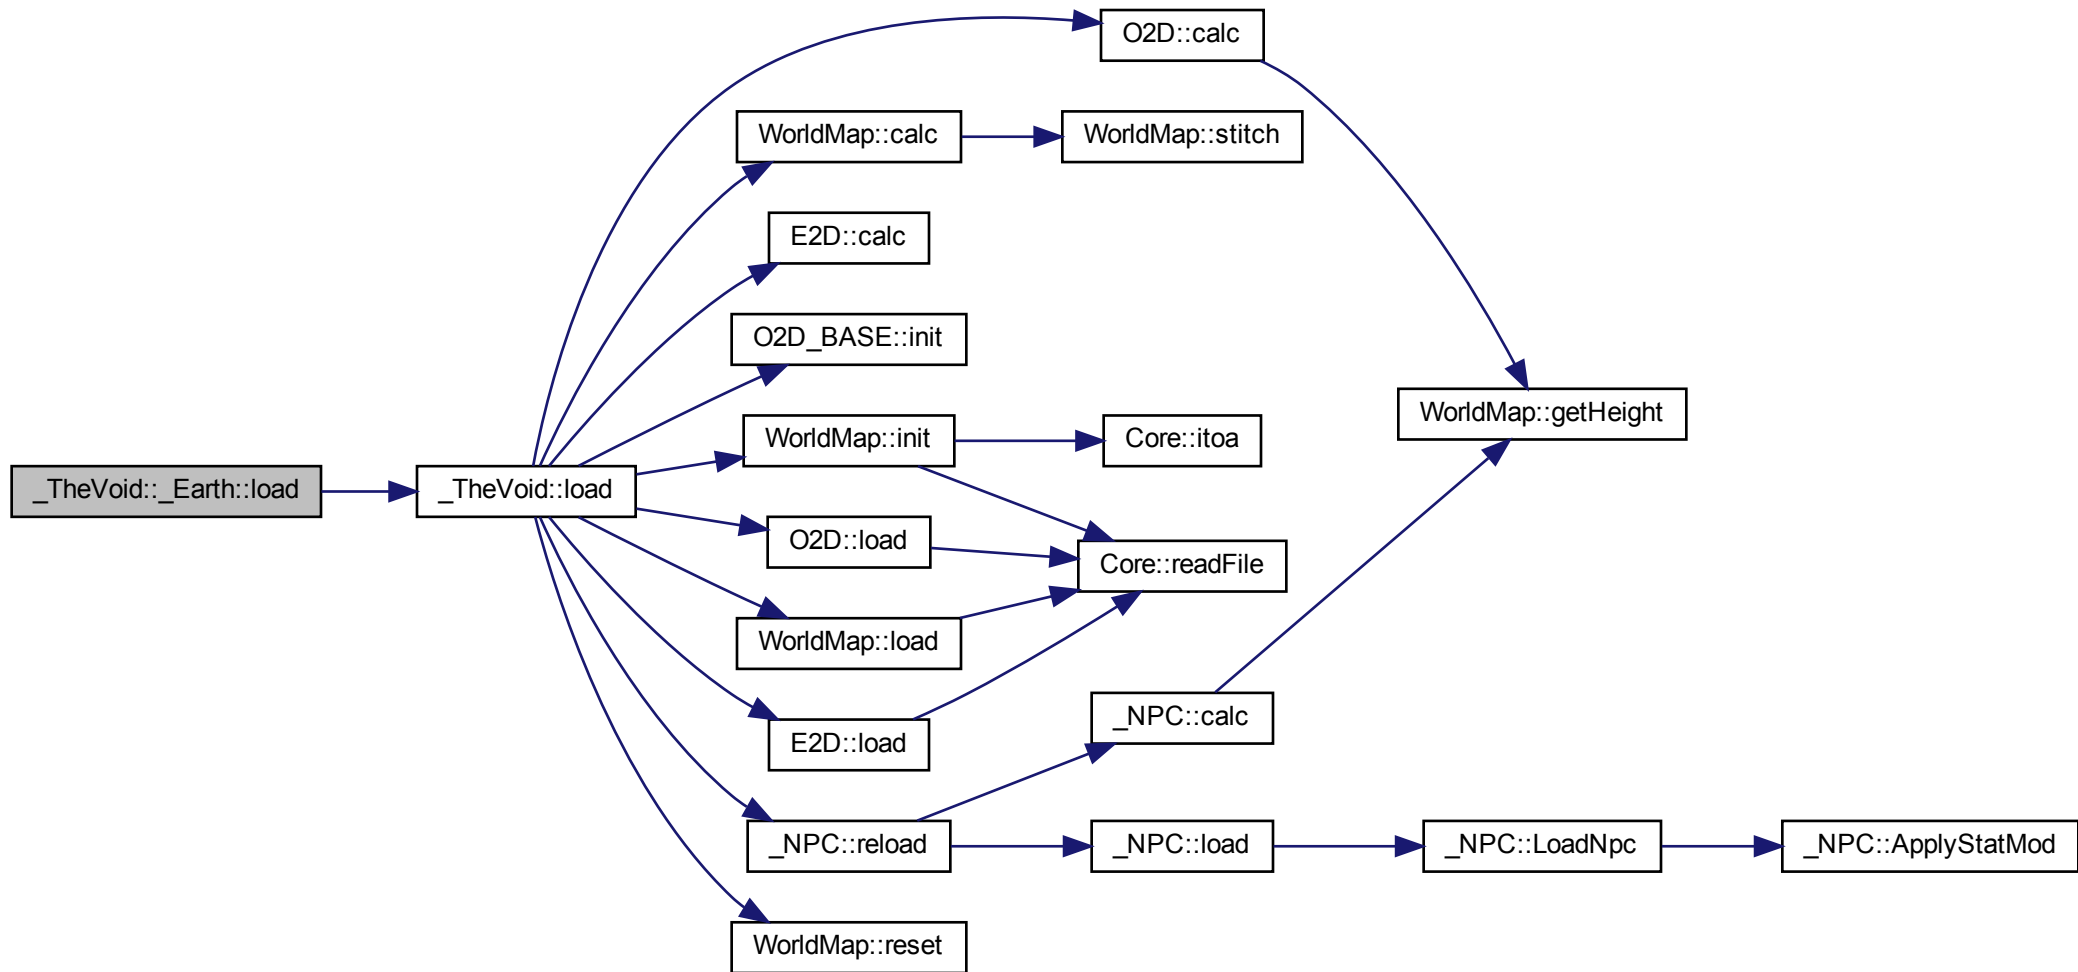 O2D::calc
WorldMap::calc
WorldMap::stitch
E2D::calc
O2D_BASE::init
WorldMap::getHeight
WorldMap::init
Core::itoa
_TheVoid::_Earth::load
_TheVoid::load
O2D::load
Core::readFile
WorldMap::load
_NPC::calc
E2D::load
_NPC::reload
_NPC::load
_NPC::LoadNpc
_NPC::ApplyStatMod
WorldMap::reset